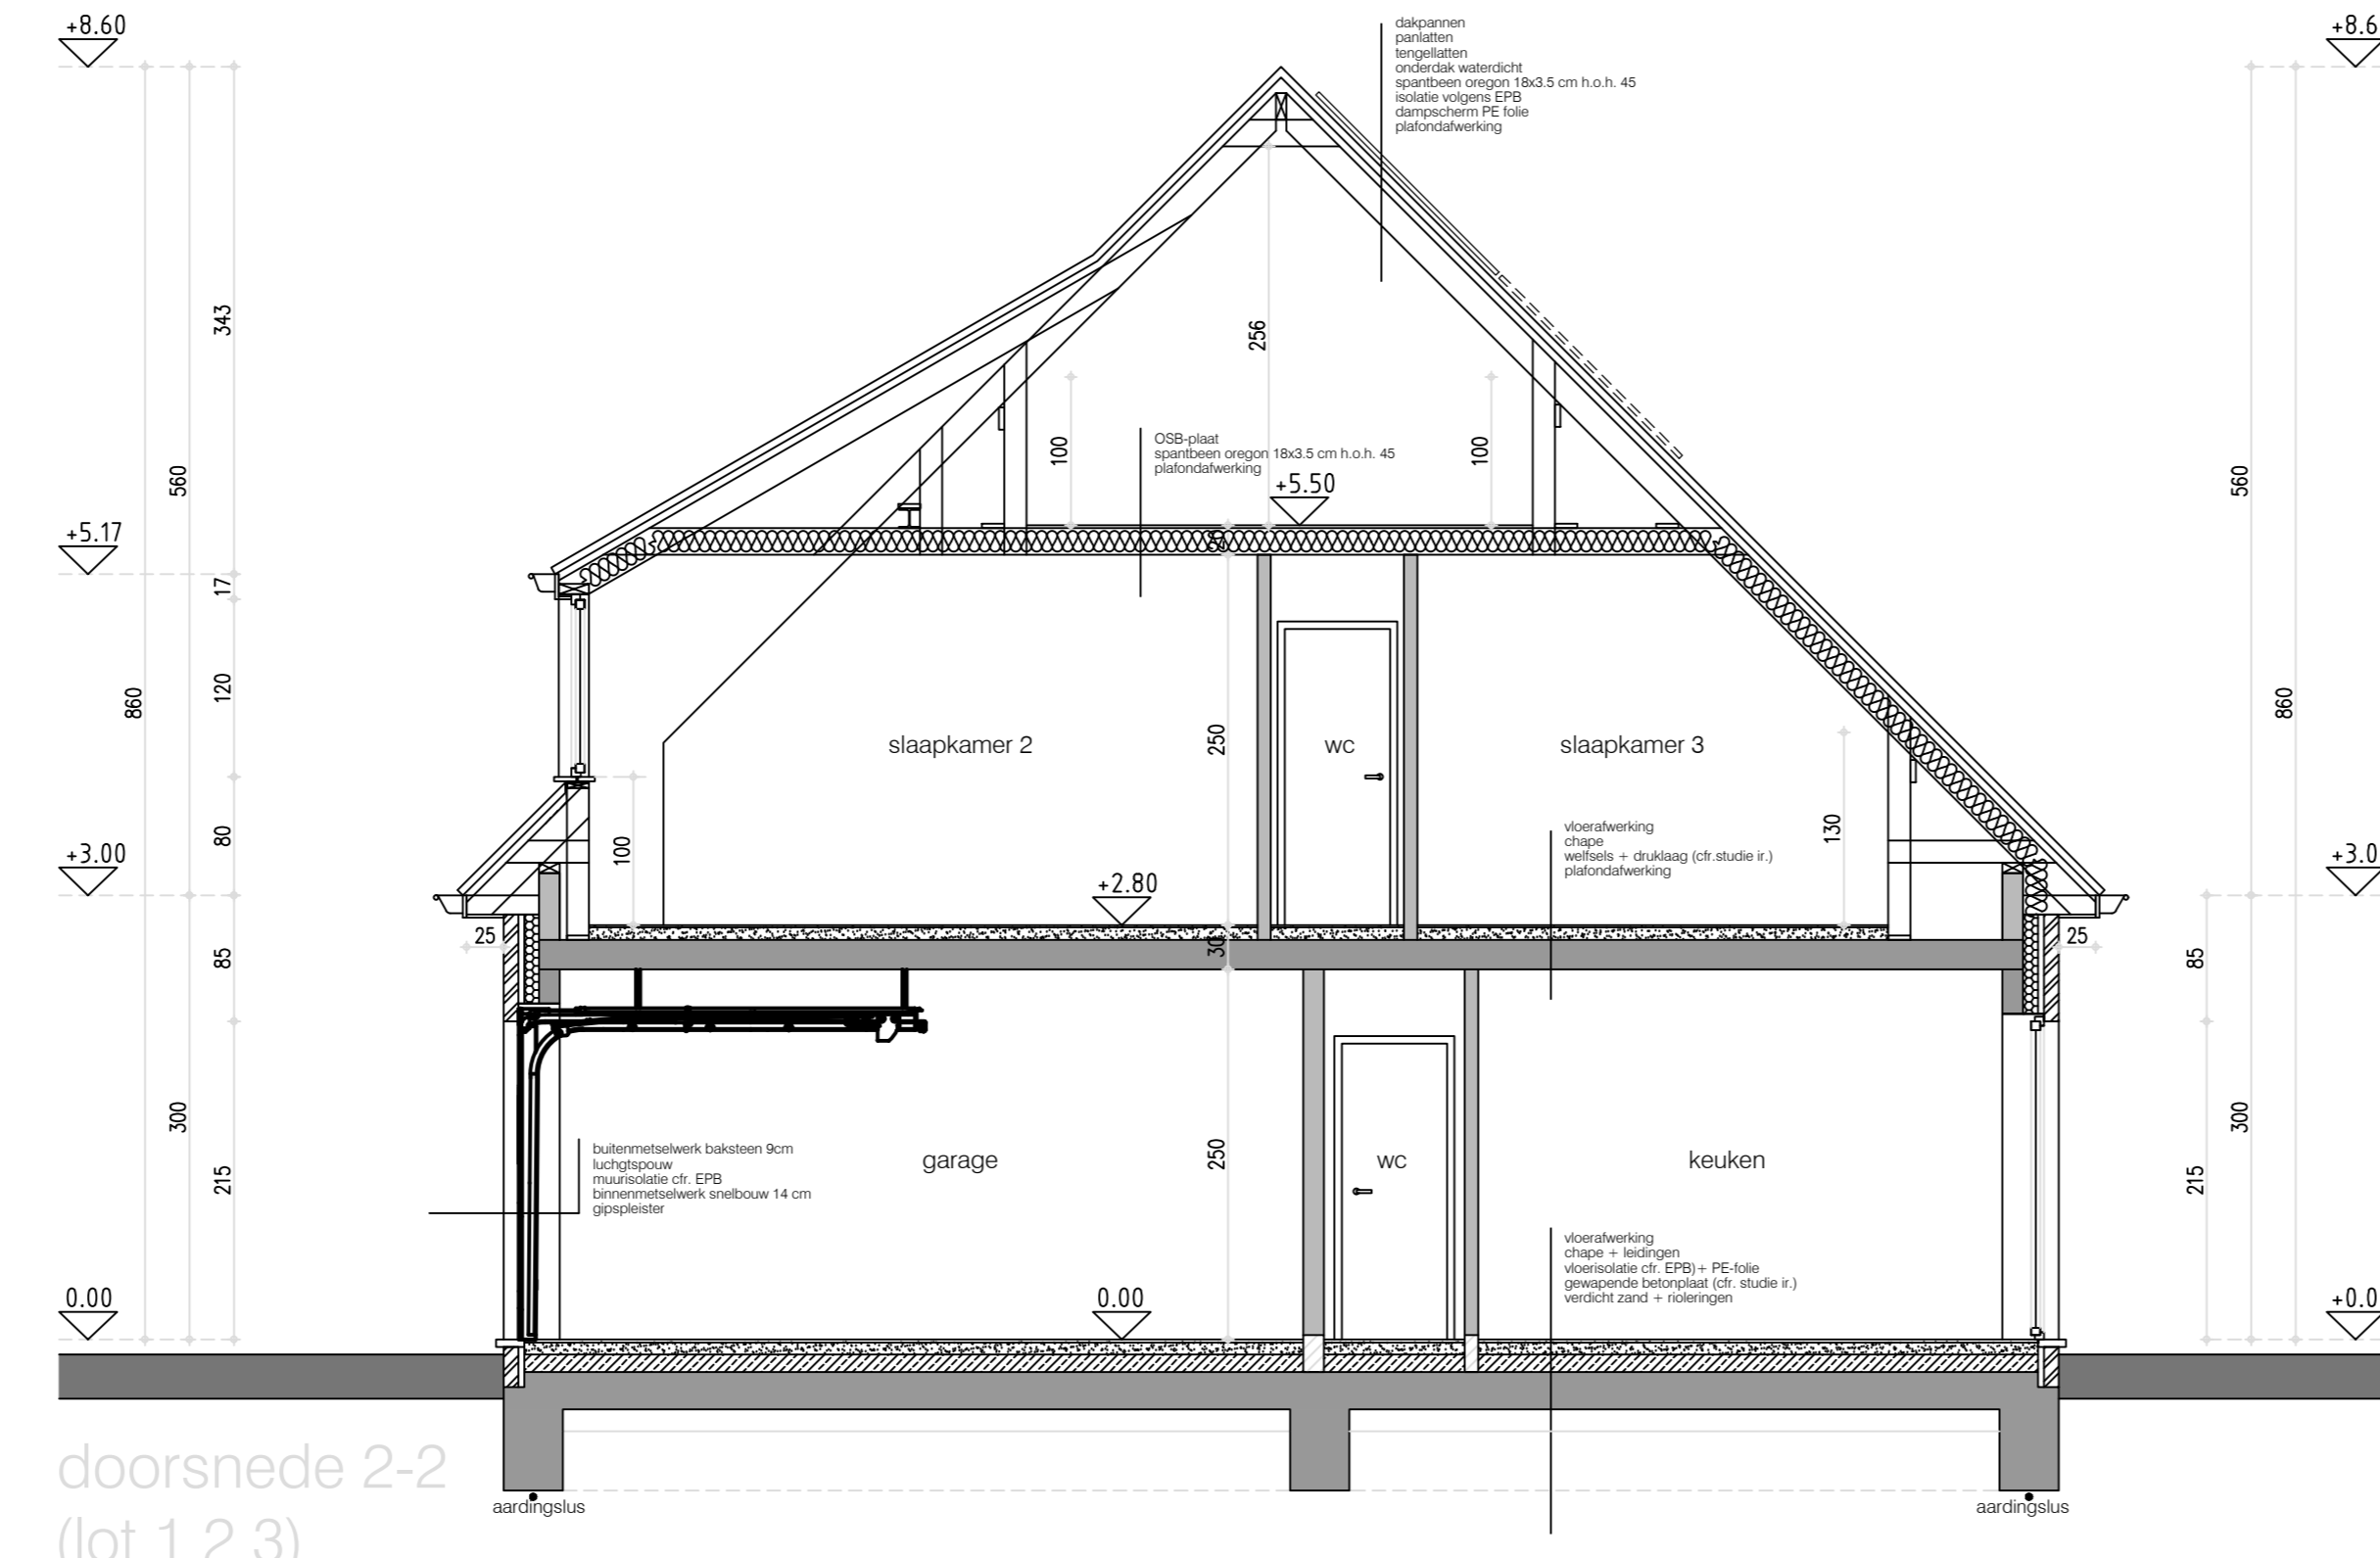 +8.60
dakpannen
panlatten
tengellatten
onderdak waterdicht
spantbeen oregon 18x3.5 cm h.o.h. 45
isolatie volgens EPB
dampscherm PE folie
plafondafwerking
+8.6
343
256
560
560
100
100
OSB-plaat
spantbeen oregon 18x3.5 cm h.o.h. 45
plafondafwerking
+5.50
+5.17
20
17
120
860
860
250
slaapkamer 2
wc
slaapkamer 3
80
100
130
vloerafwerking
chape
welfsels + druklaag (cfr.studie ir.)
plafondafwerking
+3.00
+3.0
+2.80
25
30
25
85
85
300
300
215
215
250
buitenmetselwerk baksteen 9cm
luchgtspouw
muurisolatie cfr. EPB
binnenmetselwerk snelbouw 14 cm
gipspleister
garage
wc
keuken
vloerafwerking
chape + leidingen
vloerisolatie cfr. EPB)+ PE-folie
gewapende betonplaat (cfr. studie ir.)
verdicht zand + rioleringen
0.00
0.00
+0.0
doorsnede 2-2
(lot 1,2,3)
aardingslus
aardingslus